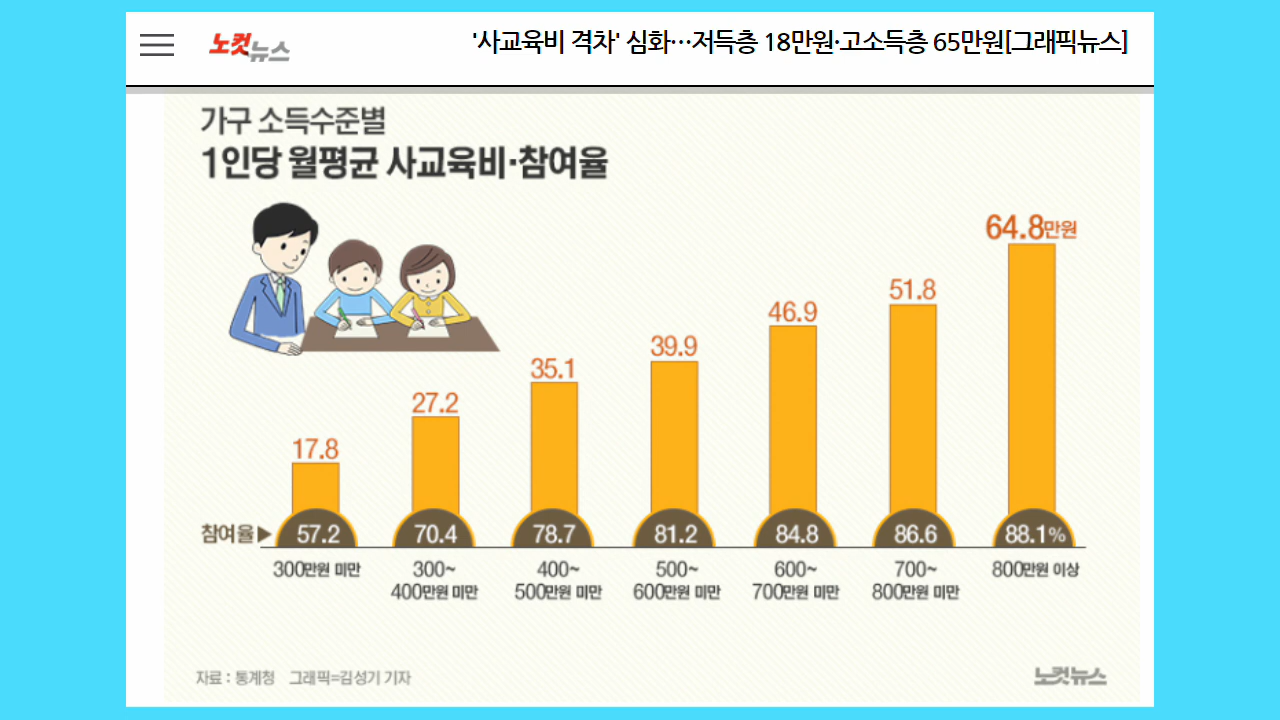 노컷뉴스
'사교육비 격차' 심화…저득층 18만원·고소득층 65만원[그래픽뉴스]
가구 소득수준별
1인당 월평균 사교육비·참여율
64.8만원
51.8
46.9
39.9
35.1
27.2
17.8
참여율▶ 57.2 70.4 78.7 81.2 84.8 86.6 88.1%
300만원 미만 300~ 400~ 500~ 600~ 700~ 800만원 이상
400만원 미만 500만원 미만 600만원 미만 700만원 미만 800만원 미만
자료 : 통계청 그래픽=김성기 기자
노컷뉴스